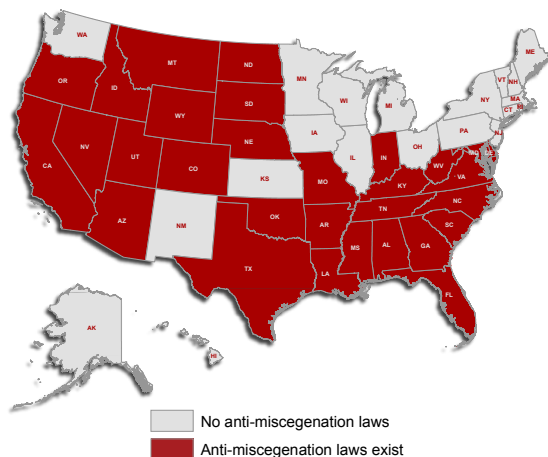 WA
ME
MT
ND
VT
NH
MN
OR
NY
MA
ID
WI
MI
SD
CT
WY
PA
NJ
IA
NE
OH
NV
IL
IN
UT
WV
CO
VA
CA
KS
MO
KY
NC
TN
OK
AZ
NM
AR
SC
MS
AL
GA
TX
LA
FL
AK
HI
No anti-miscegenation laws
Anti-miscegenation laws exist